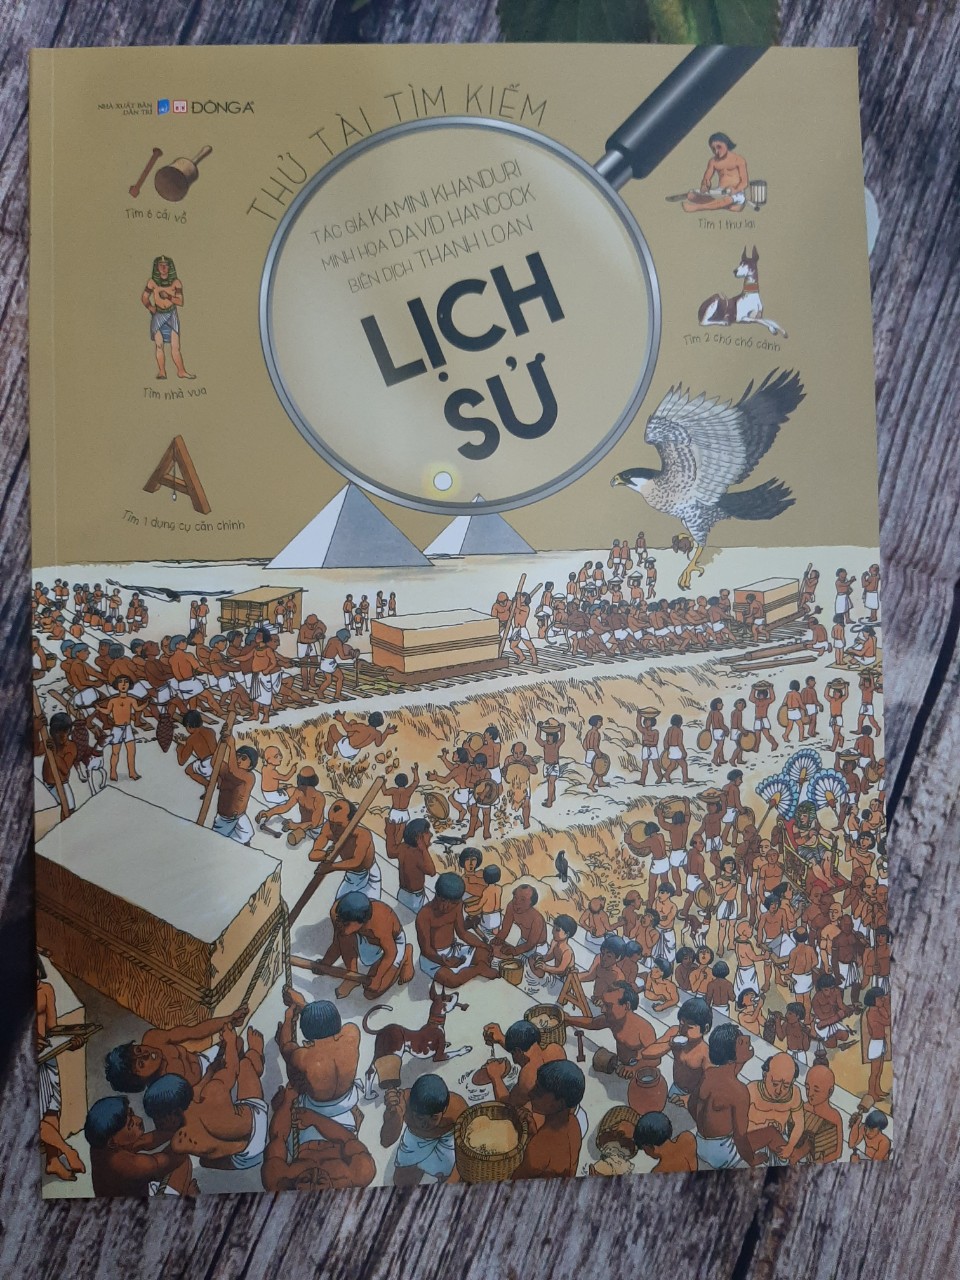 NHÀ XUẤT BẢN
DÂN TRÍ
ĐÔNG A
THỬ TÀI TÌM KIẾM
TÁC GIẢ KAMINI KHANDURI
MINH HỌA DAVID HANCOCK
BIÊN DỊCH THANH LOAN
LỊCH
SỬ
Tìm 6 cái vồ
Tìm nhà vua
Tìm 1 dụng cụ căn chỉnh
Tìm 1 thư lại
Tìm 2 chú chó cảnh